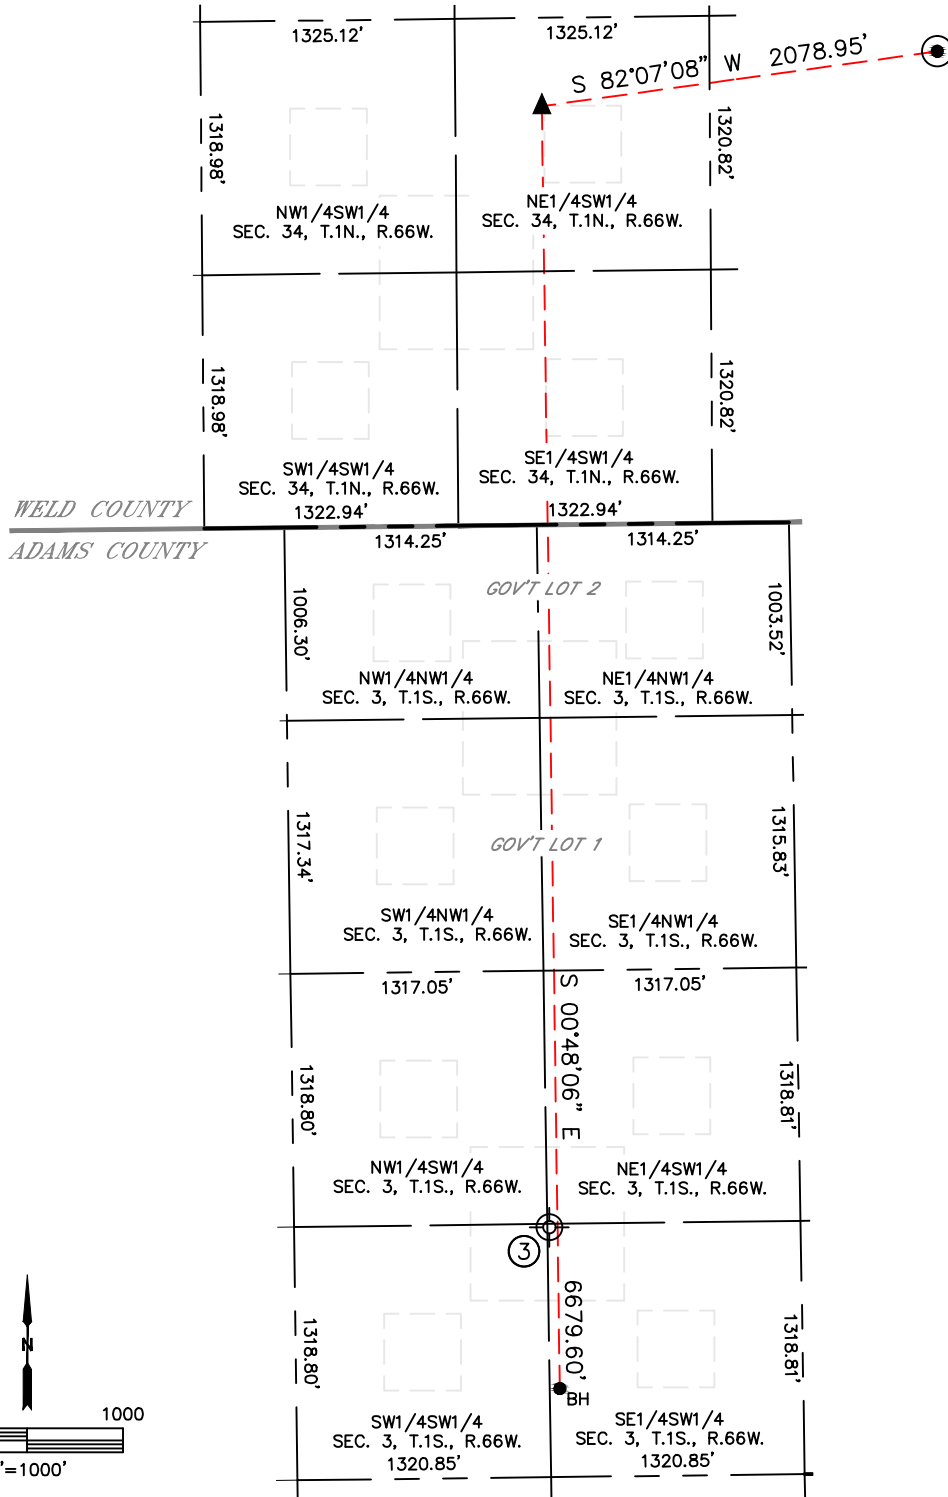 1325.12'
1325.12'
S 82°07'08" W 2078.95'
1318.98'
1320.82'
NW1/4SW1/4
SEC. 34, T.1N., R.66W.
NE1/4SW1/4
SEC. 34, T.1N., R.66W.
1318.98'
1320.82'
SW1/4SW1/4
SEC. 34, T.1N., R.66W.
SE1/4SW1/4
SEC. 34, T.1N., R.66W.
WELD COUNTY
1322.94'
1322.94'
ADAMS COUNTY
1314.25'
1314.25'
GOV'T LOT 2
1006.30'
1003.52'
NW1/4NW1/4
SEC. 3, T.1S., R.66W.
NE1/4NW1/4
SEC. 3, T.1S., R.66W.
1317.34'
1315.83'
GOV'T LOT 1
SW1/4NW1/4
SEC. 3, T.1S., R.66W.
SE1/4NW1/4
SEC. 3, T.1S., R.66W.
1317.05'
1317.05'
S 00°48'06" E
1318.80'
1318.81'
NW1/4SW1/4
SEC. 3, T.1S., R.66W.
NE1/4SW1/4
SEC. 3, T.1S., R.66W.
3
6679.60'
1318.80'
1318.81'
BH
N
SW1/4SW1/4
SEC. 3, T.1S., R.66W.
1320.85'
SE1/4SW1/4
SEC. 3, T.1S., R.66W.
1320.85'
1000
'=1000'